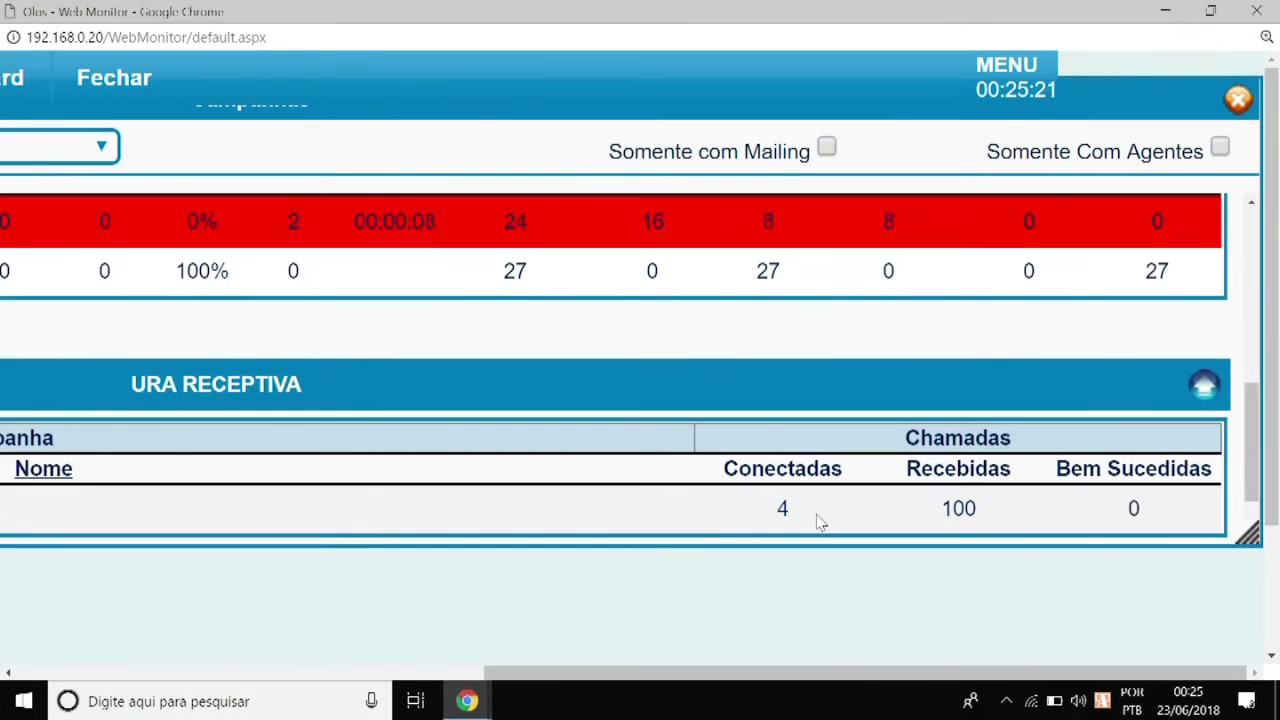 Olos - Web Monitor - Google Chrome
192.168.0.20/WebMonitor/default.aspx
rd Fechar MENU
00:25:21
Somente com Mailing Somente Com Agentes
0 0 0% 2 00:00:08 24 16 8 8 0 0
0 0 100% 0 27 0 27 0 0 27
URA RECEPTIVA
panha Chamadas
Nome Conectadas Recebidas Bem Sucedidas
4 100 0
Digite aqui para pesquisar
POR 00:25
PTB 23/06/2018